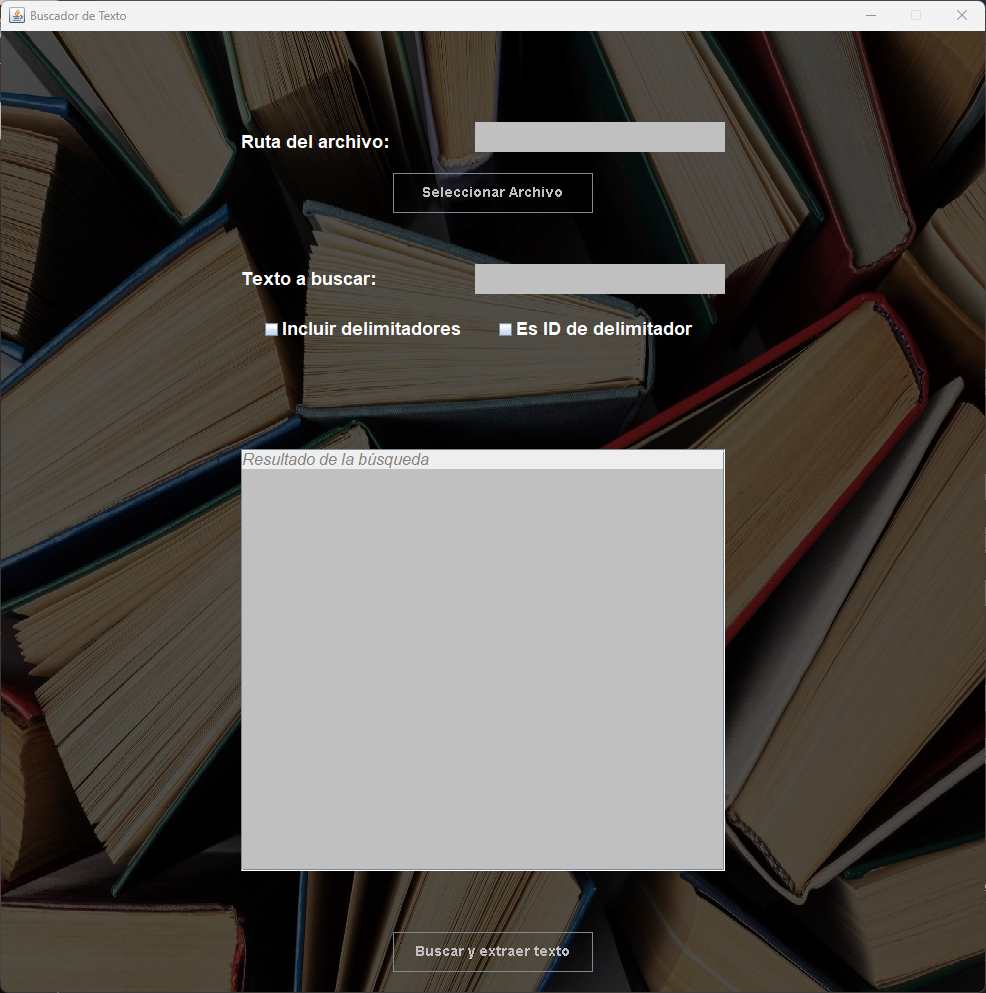 Buscador de Texto
Ruta del archivo:
Seleccionar Archivo
Texto a buscar:
Incluir delimitadores Es ID de delimitador
Resultado de la búsqueda
Buscar y extraer texto